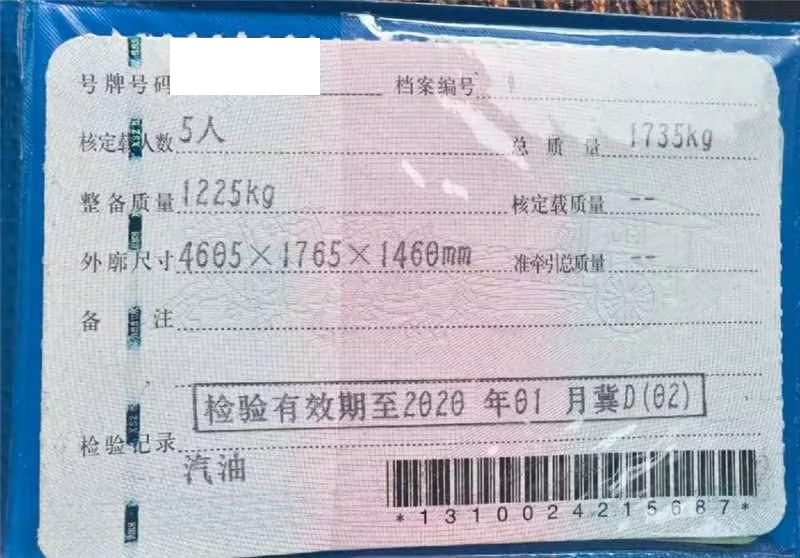 号牌号码 档案编号
核定载人数 5人 总质量 1735kg
整备质量 1225kg 核定载质量 --
外廓尺寸 4605×1765×1460mm 准牵引总质量 --
备注
检验有效期至2020 年01 月冀D(02)
检验记录
汽油
*1310024215687*